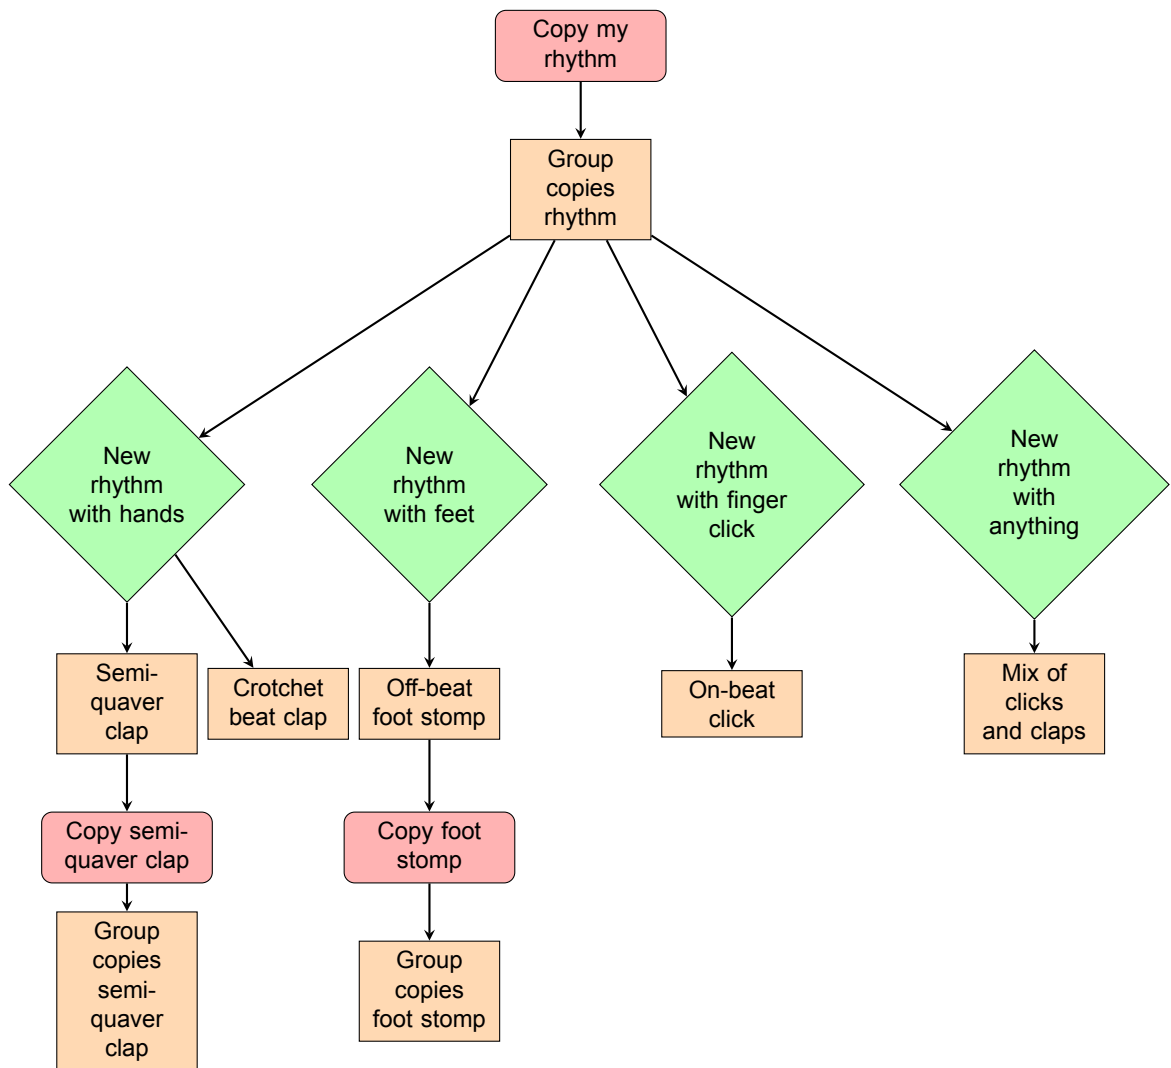 Copy my
rhythm
Group
copies
rhythm
New
rhythm
with hands
New
rhythm
with feet
New
rhythm
with finger
click
New
rhythm
with
anything
Semi-
quaver
clap
Crotchet
beat clap
Off-beat
foot stomp
On-beat
click
Mix of
clicks
and claps
Copy semi-
quaver clap
Copy foot
stomp
Group
copies
semi-
quaver
clap
Group
copies
foot stomp